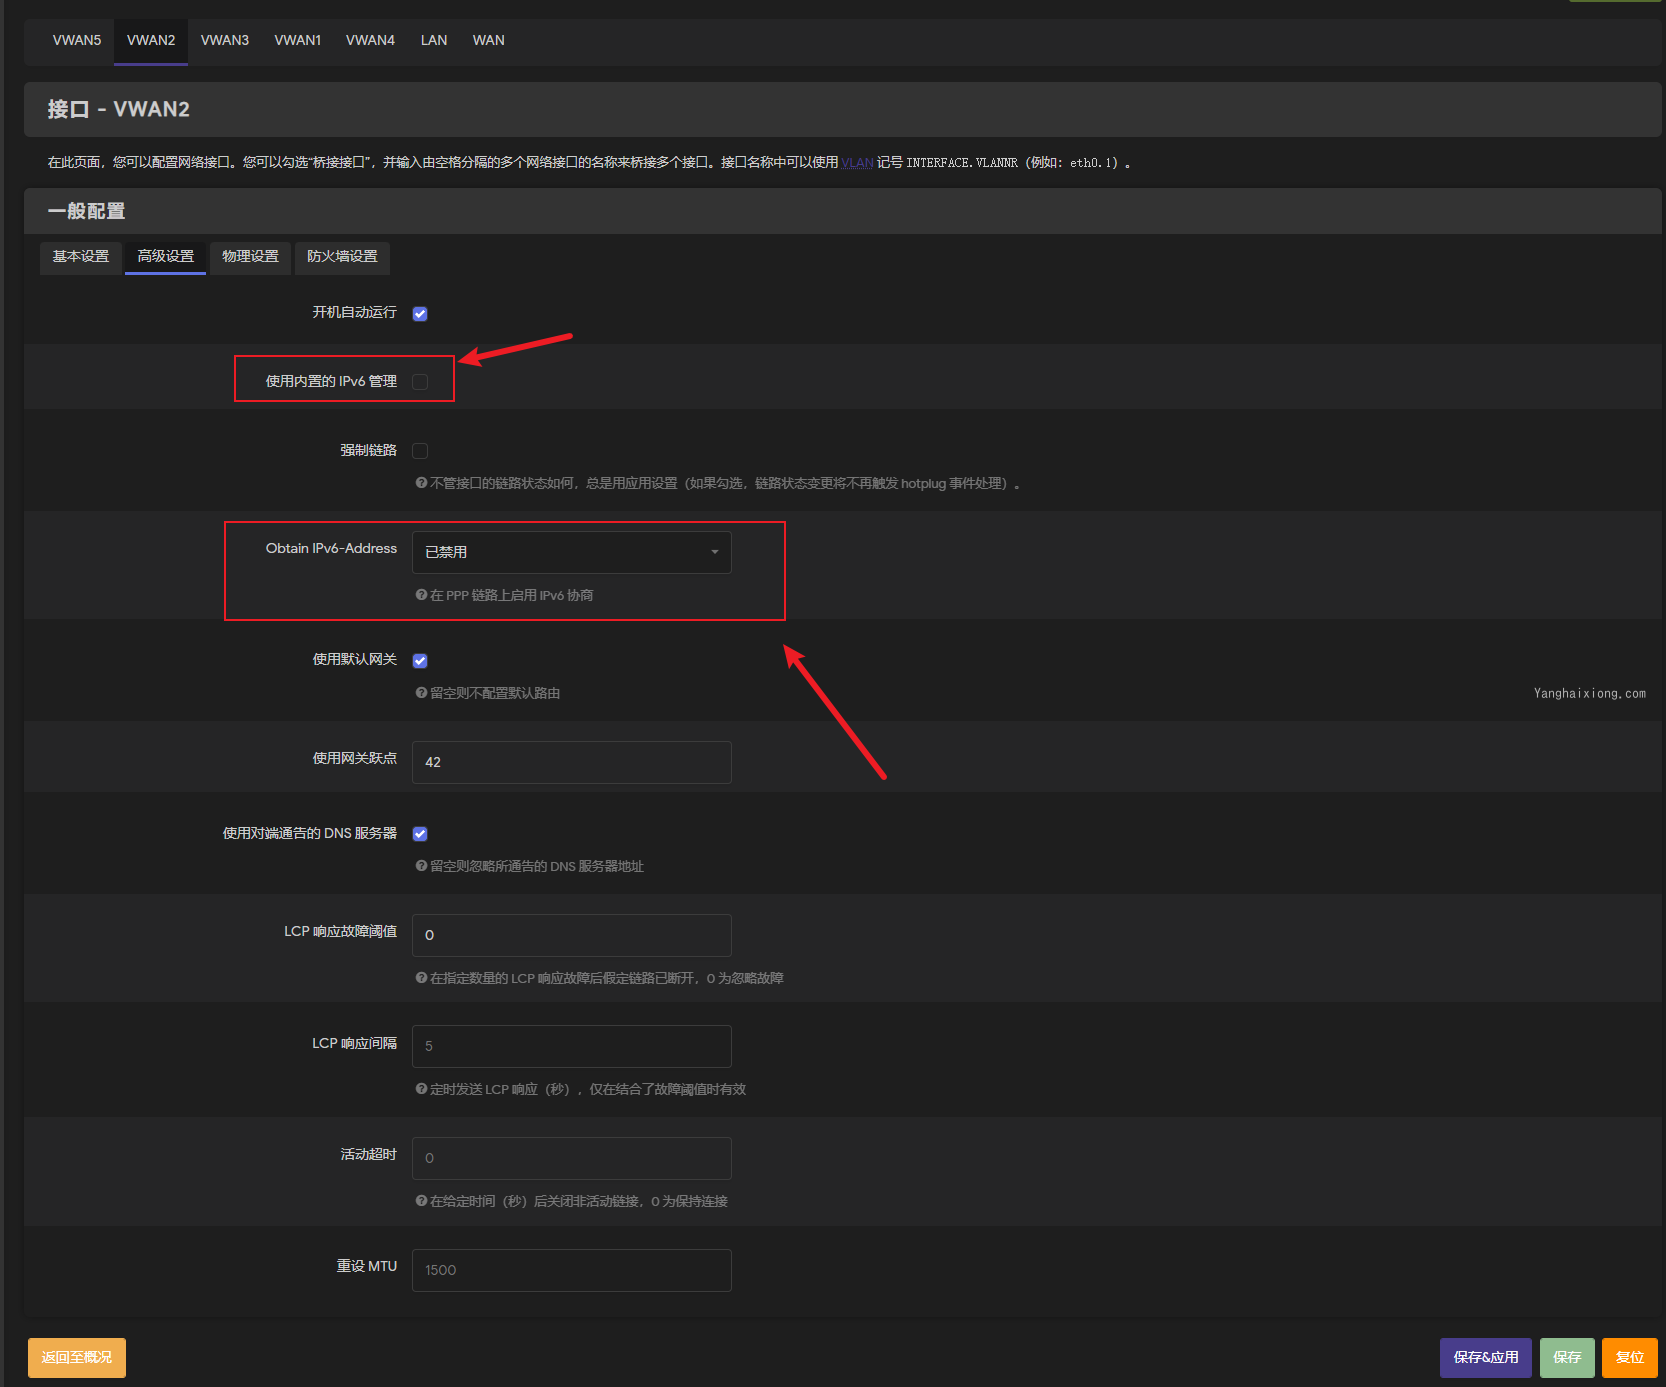 VWAN5 VWAN2 VWAN3 VWAN1 VWAN4 LAN WAN
接口 - VWAN2
在此页面，您可以配置网络接口。您可以勾选“桥接接口”，并输入由空格分隔的多个网络接口的名称来桥接多个接口。接口名称中可以使用 VLAN 记号 INTERFACE.VLANNR（例如：eth0.1）。
一般配置
基本设置 高级设置 物理设置 防火墙设置
开机自动运行
使用内置的 IPv6 管理
强制链路
不管接口的链路状态如何，总是用应用设置（如果勾选，链路状态变更将不再触发 hotplug 事件处理）。
Obtain IPv6-Address 已禁用
在 PPP 链路上启用 IPv6 协商
使用默认网关
留空则不配置默认路由
Yanghaixiong.com
使用网关跃点 42
使用对端通告的 DNS 服务器
留空则忽略所通告的 DNS 服务器地址
LCP 响应故障阈值 0
在指定数量的 LCP 响应故障后假定链路已断开，0 为忽略故障
LCP 响应间隔 5
定时发送 LCP 响应（秒），仅在结合了故障阈值时有效
活动超时 0
在给定时间（秒）后关闭非活动链接，0 为保持连接
重设 MTU 1500
返回至概况 保存&应用 保存 复位